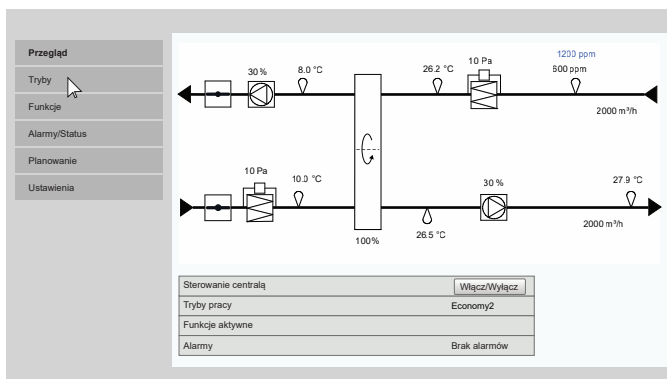 Przegląd
Tryby
Funkcje
Alarmy/Status
Planowanie
Ustawienia
1200 ppm
30 % 8.0 °C 26.2 °C 10 Pa 600 ppm
2000 m³/h
10 Pa 10.0 °C 30 % 27.9 °C
100% 26.5 °C 2000 m³/h
Sterowanie centralą Włącz/Wyłącz
Tryby pracy Economy2
Funkcje aktywne
Alarmy Brak alarmów